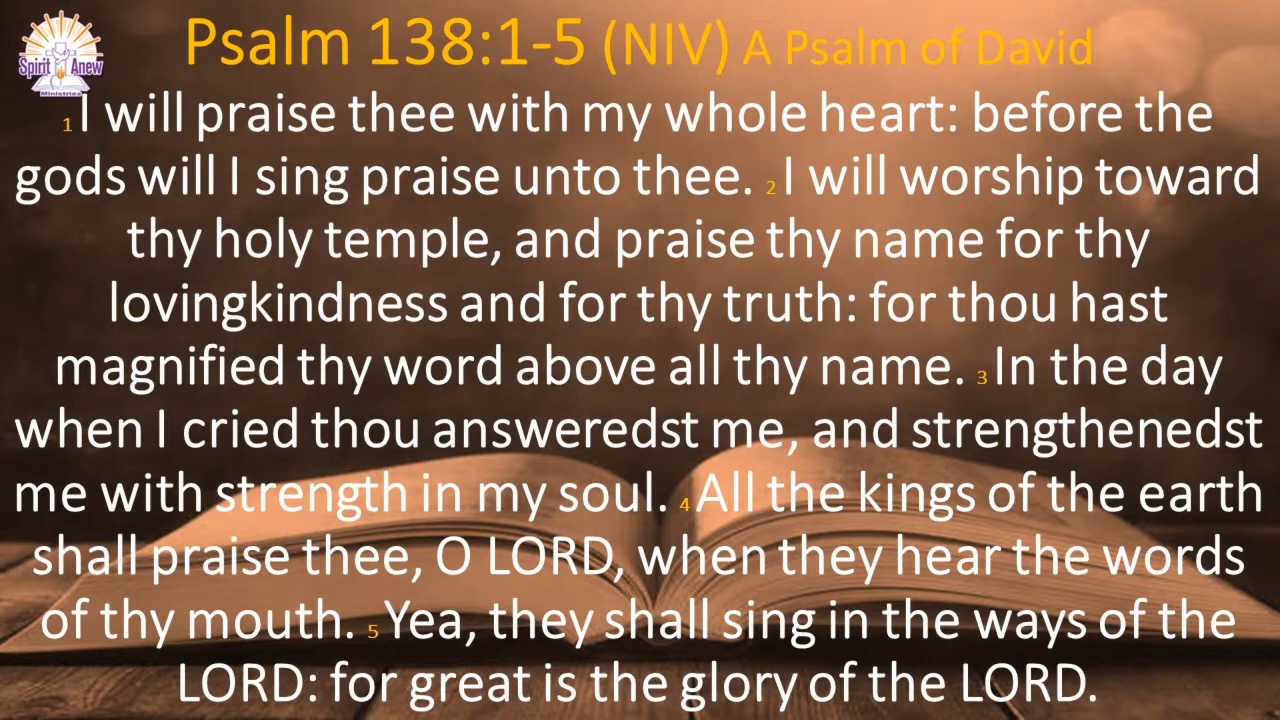 Spirit Anew
Ministries
Psalm 138:1-5 (NIV) A Psalm of David
1 I will praise thee with my whole heart: before the
gods will I sing praise unto thee. 2 I will worship toward
thy holy temple, and praise thy name for thy
lovingkindness and for thy truth: for thou hast
magnified thy word above all thy name. 3 In the day
when I cried thou answeredst me, and strengthenedst
me with strength in my soul. 4 All the kings of the earth
shall praise thee, O LORD, when they hear the words
of thy mouth. 5 Yea, they shall sing in the ways of the
LORD: for great is the glory of the LORD.